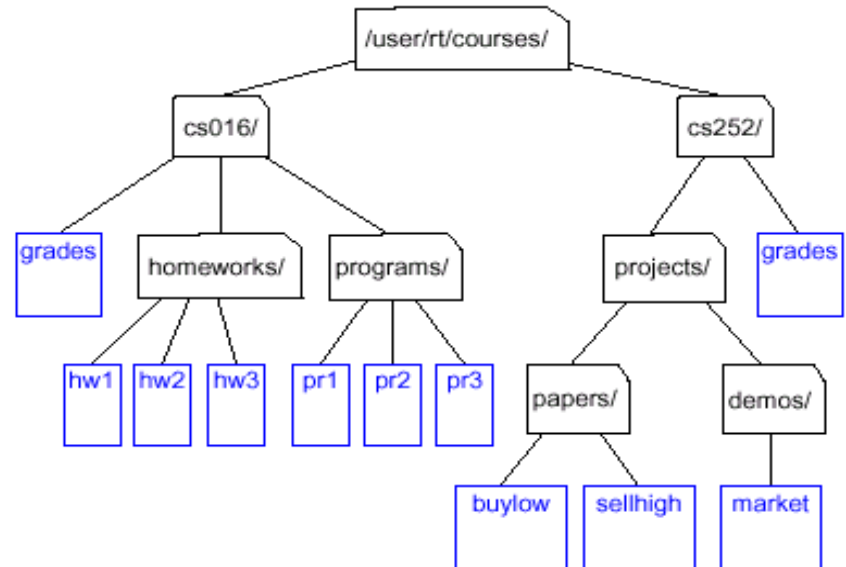 /user/rt/courses/
cs016/
cs252/
grades
homeworks/
programs/
projects/
grades
hw1
hw2
hw3
pr1
pr2
pr3
papers/
demos/
buylow
sellhigh
market